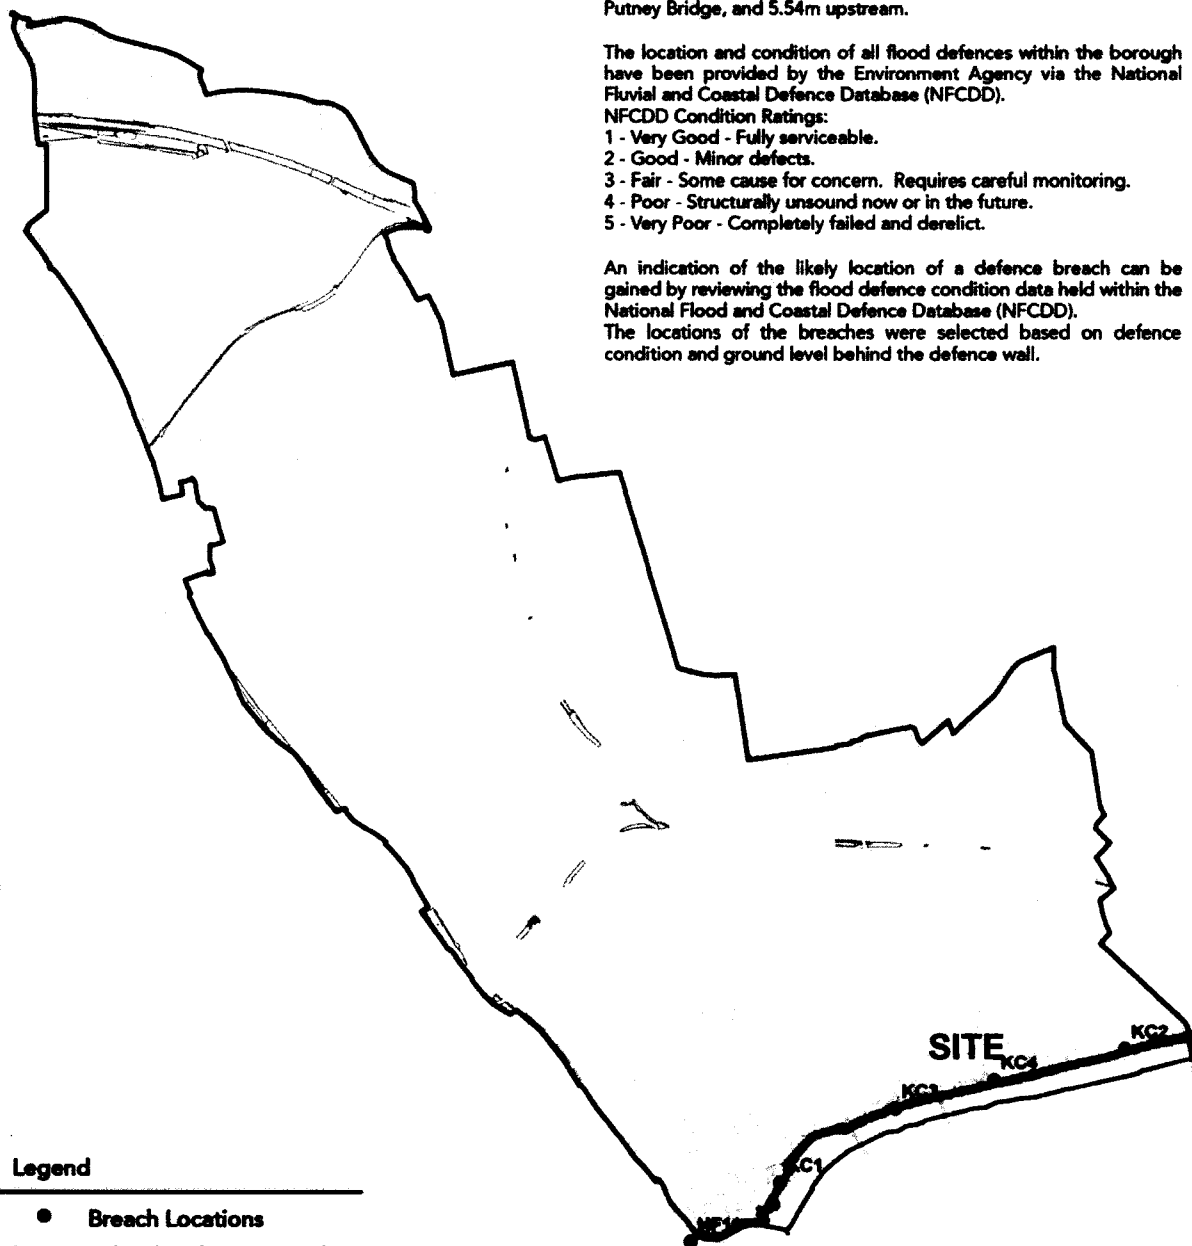 Putney Bridge, and 5.54m upstream.
The location and condition of all flood defences within the borough
have been provided by the Environment Agency via the National
Fluvial and Coastal Defence Database (NFCDD).
NFCDD Condition Ratings:
1 - Very Good - Fully serviceable.
2 - Good - Minor defects.
3 - Fair - Some cause for concern. Requires careful monitoring.
4 - Poor - Structurally unsound now or in the future.
5 - Very Poor - Completely failed and derelict.
An indication of the likely location of a defence breach can be
gained by reviewing the flood defence condition data held within the
National Flood and Coastal Defence Database (NFCDD).
The locations of the breaches were selected based on defence
condition and ground level behind the defence wall.
KC2
SITE
KC4
KC3
KC1
Legend
Breach Locations